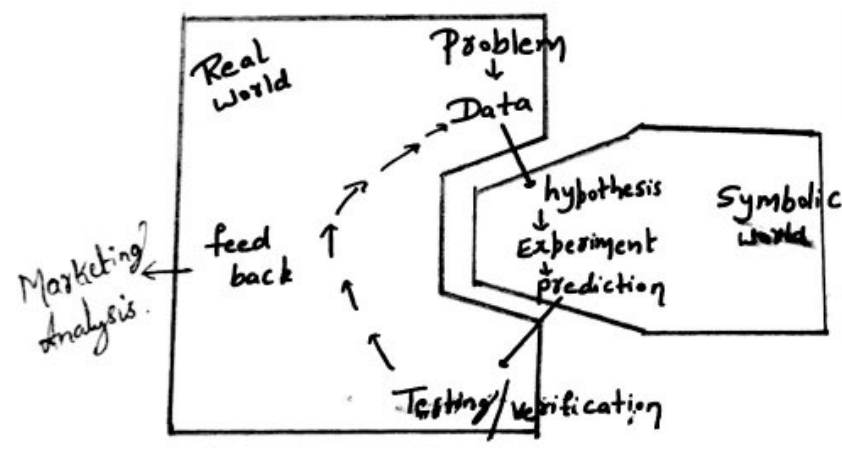 Real
world
Problem
Data
hypothesis
Experiment
prediction
Symbolic
world
feed
back
Marketing
Analysis.
Testing/verification